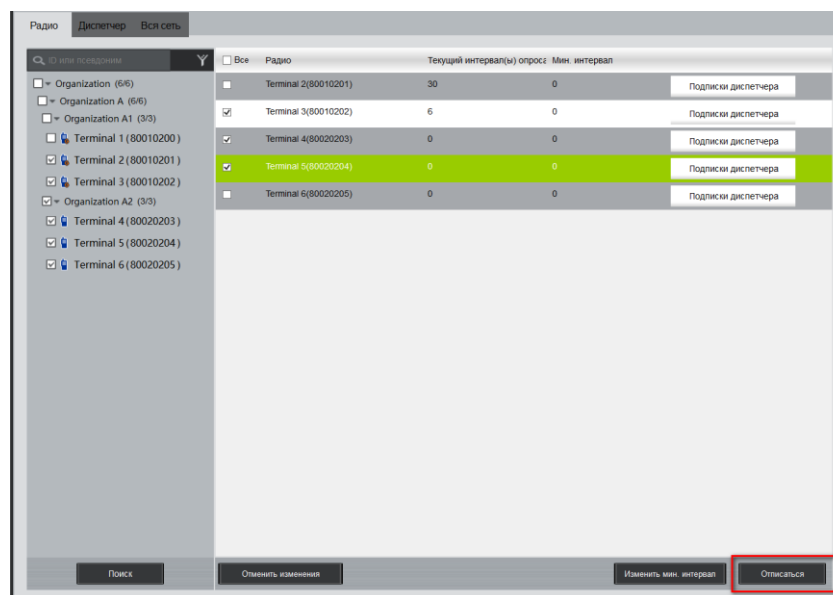 Радио Диспетчер Вся сеть
ID или псевдоним
Organization (6/6)
Organization A (6/6)
Organization A1 (3/3)
Terminal 1 (80010200)
Terminal 2 (80010201)
Terminal 3 (80010202)
Organization A2 (3/3)
Terminal 4 (80020203)
Terminal 5 (80020204)
Terminal 6 (80020205)
Все Радио Текущий интервал(ы) опроса Мин. интервал
Terminal 2(80010201) 30 0 Подписки диспетчера
Terminal 3(80010202) 6 0 Подписки диспетчера
Terminal 4(80020203) 0 0 Подписки диспетчера
Terminal 5(80020204) 0 0 Подписки диспетчера
Terminal 6(80020205) 0 0 Подписки диспетчера
Поиск Отменить изменения Изменить мин. интервал Отписаться